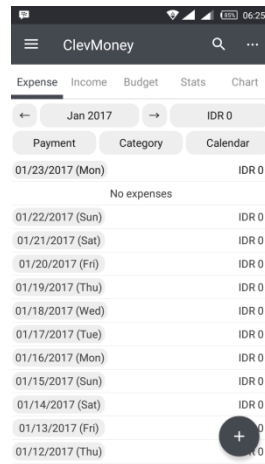 85% 06:25
ClevMoney
Expense Income Budget Stats Chart
← Jan 2017 → IDR 0
Payment Category Calendar
01/23/2017 (Mon) IDR 0
No expenses
01/22/2017 (Sun) IDR 0
01/21/2017 (Sat) IDR 0
01/20/2017 (Fri) IDR 0
01/19/2017 (Thu) IDR 0
01/18/2017 (Wed) IDR 0
01/17/2017 (Tue) IDR 0
01/16/2017 (Mon) IDR 0
01/15/2017 (Sun) IDR 0
01/14/2017 (Sat) IDR 0
01/13/2017 (Fri) 0
01/12/2017 (Thu) 0